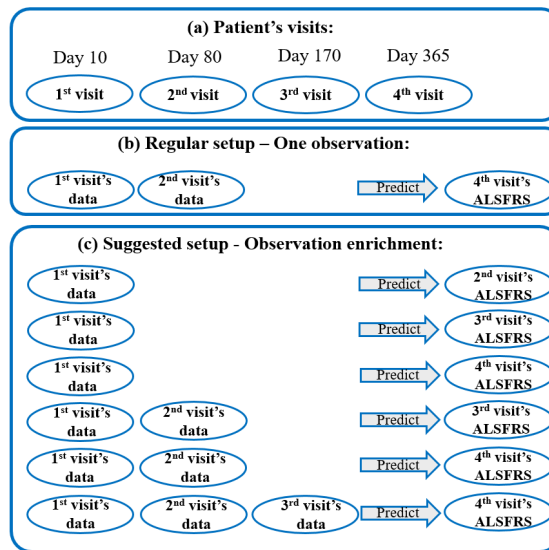 (a) Patient's visits:
Day 10 Day 80 Day 170 Day 365
1st visit 2nd visit 3rd visit 4th visit
(b) Regular setup – One observation:
1st visit's data 2nd visit's data Predict 4th visit's ALSFRS
(c) Suggested setup - Observation enrichment:
1st visit's data Predict 2nd visit's ALSFRS
1st visit's data Predict 3rd visit's ALSFRS
1st visit's data Predict 4th visit's ALSFRS
1st visit's data 2nd visit's data Predict 3rd visit's ALSFRS
1st visit's data 2nd visit's data Predict 4th visit's ALSFRS
1st visit's data 2nd visit's data 3rd visit's data Predict 4th visit's ALSFRS